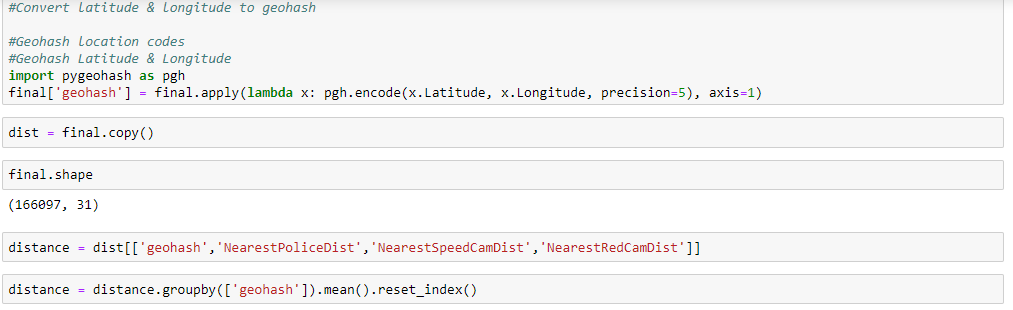 #Convert latitude & longitude to geohash
#Geohash location codes
#Geohash Latitude & Longitude
import pygeohash as pgh
final['geohash'] = final.apply(lambda x: pgh.encode(x.Latitude, x.Longitude, precision=5), axis=1)
dist = final.copy()
final.shape
(166097, 31)
distance = dist[['geohash','NearestPoliceDist','NearestSpeedCamDist','NearestRedCamDist']]
distance = distance.groupby(['geohash']).mean().reset_index()